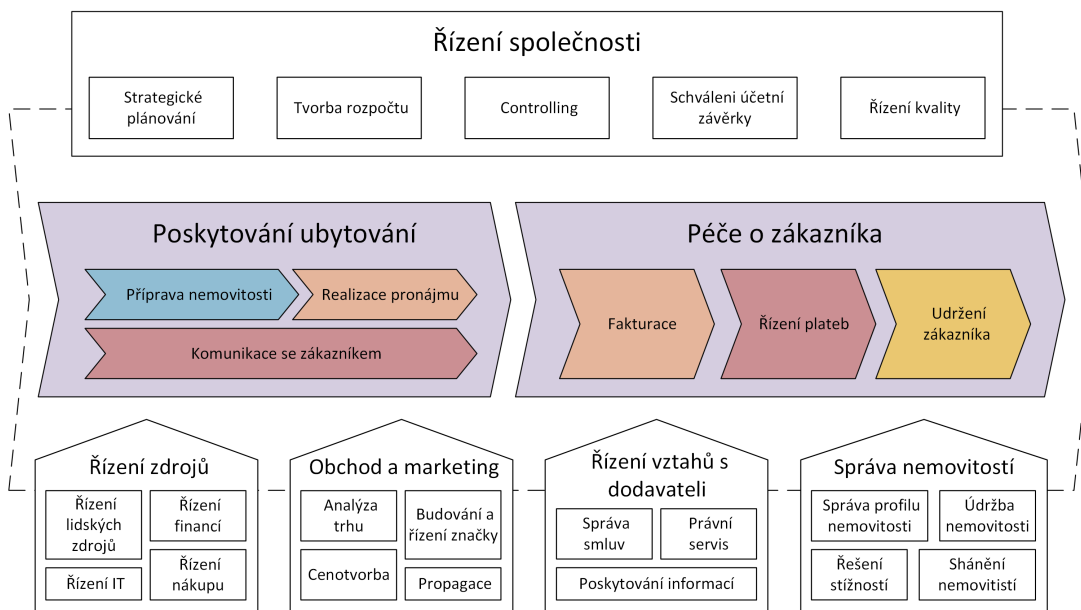 Řízení společnosti
Strategické
plánování
Tvorba rozpočtu
Controlling
Schváleni účetní
závěrky
Řízení kvality
Poskytování ubytování
Příprava nemovitosti
Realizace pronájmu
Komunikace se zákazníkem
Péče o zákazníka
Fakturace
Řízení plateb
Udržení
zákazníka
Řízení zdrojů
Řízení
lidských
zdrojů
Řízení
financí
Řízení IT
Řízení
nákupu
Obchod a marketing
Analýza
trhu
Budování a
řízení značky
Cenotvorba
Propagace
Řízení vztahů s
dodavateli
Správa
smluv
Právní
servis
Poskytování informací
Správa nemovitostí
Správa profilu
nemovitosti
Údržba
nemovitosti
Řešení
stížností
Shánění
nemovitistí